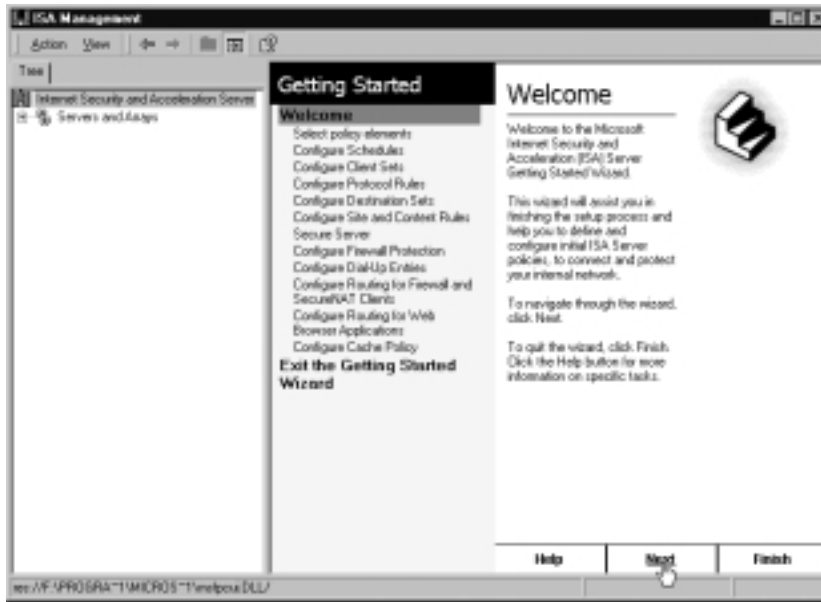 ISA Management
Action View
Tree
Internet Security and Acceleration Server
Servers and Arrays
Getting Started
Welcome
Select policy elements
Configure Schedules
Configure Client Sets
Configure Protocol Rules
Configure Destination Sets
Configure Site and Content Rules
Secure Server
Configure Firewall Protection
Configure Dial-Up Entries
Configure Routing for Firewall and
SecureNAT Clients
Configure Routing for Web
Browser Applications
Configure Cache Policy
Exit the Getting Started
Wizard
Welcome
Welcome to the Microsoft
Internet Security and
Acceleration (ISA) Server
Getting Started Wizard.
This wizard will assist you in
finishing the setup process and
help you to define and
configure initial ISA Server
policies, to connect and protect
your internal network.
To navigate through the wizard,
click Next.
To quit the wizard, click Finish.
Click the Help button for more
information on specific tasks.
Help Next Finish
res://F:\PROGRA~1\MICROS~1\